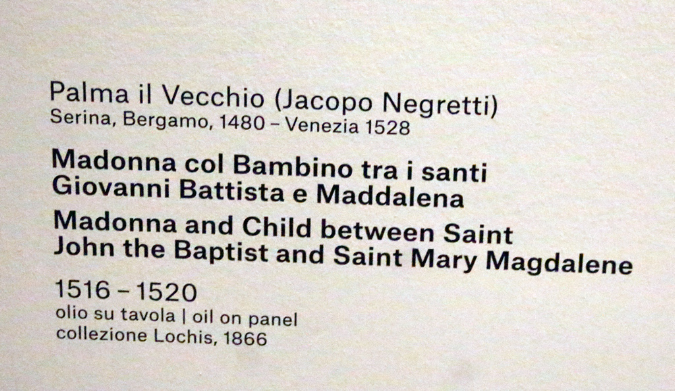 Palma il Vecchio (Jacopo Negretti)
Serina, Bergamo, 1480 – Venezia 1528
Madonna col Bambino tra i santi
Giovanni Battista e Maddalena
Madonna and Child between Saint
John the Baptist and Saint Mary Magdalene
1516 – 1520
olio su tavola | oil on panel
collezione Lochis, 1866